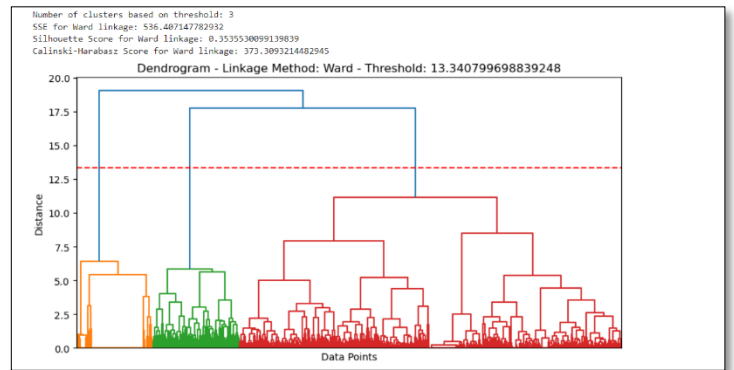 Number of clusters based on threshold: 3
SSE for Ward linkage: 536.407147782932
Silhouette Score for Ward linkage: 0.3535530099139839
Calinski-Harabasz Score for Ward linkage: 373.3093214482945
Dendrogram - Linkage Method: Ward - Threshold: 13.340799698839248
20.0
17.5
15.0
12.5
10.0
7.5
5.0
2.5
0.0
Distance
Data Points